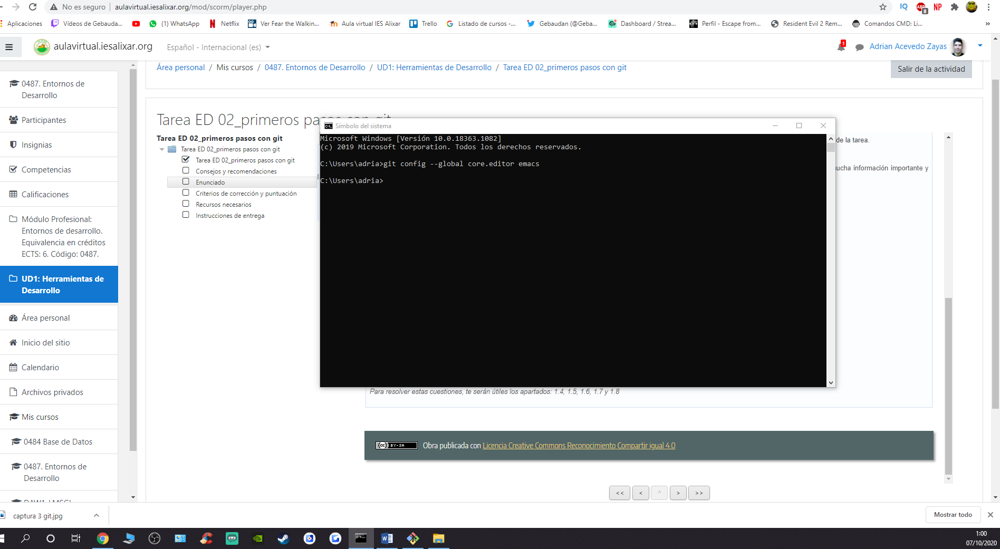 No es seguro | aulavirtual.iesalixar.org/mod/scorm/player.php
IQ ABP 8 NP
Aplicaciones Vídeos de Gebauda... (1) WhatsApp Netflix Ver Fear the Walkin... Aula virtual IES Alixar Trello Listado de cursos -... Gebaudan (@Geba... Dashboard / Strea... Perfil - Escape from... Resident Evil 2 Rem... Comandos CMD: Li... »
aulavirtual.iesalixar.org Español - Internacional (es) 1 Adrian Acevedo Zayas
Área personal / Mis cursos / 0487. Entornos de Desarrollo / UD1: Herramientas de Desarrollo / Tarea ED 02_primeros pasos con git
Salir de la actividad
0487. Entornos de
Desarrollo
Participantes
Insignias
Competencias
Calificaciones
Módulo Profesional:
Entornos de desarrollo.
Equivalencia en créditos
ECTS: 6. Código: 0487.
UD1: Herramientas de
Desarrollo
Área personal
Inicio del sitio
Calendario
Archivos privados
Mis cursos
0484 Base de Datos
0487. Entornos de
Desarrollo
Tarea ED 02_primeros pasos con git
Tarea ED 02_primeros pasos con git
Tarea ED 02_primeros pasos con git
Tarea ED 02_primeros pasos con git
Consejos y recomendaciones
Enunciado
Criterios de corrección y puntuación
Recursos necesarios
Instrucciones de entrega
Símbolo del sistema
Microsoft Windows [Versión 10.0.18363.1082]
(c) 2019 Microsoft Corporation. Todos los derechos reservados.
C:\Users\adria>git config --global core.editor emacs
C:\Users\adria>
de la tarea.
mucha información importante y
Para resolver estas cuestiones, te serán útiles los apartados: 1.4, 1.5, 1.6, 1.7 y 1.8
(cc) BY-SA Obra publicada con Licencia Creative Commons Reconocimiento Compartir igual 4.0
<< < ^ > >>
captura 3 git.jpg
Mostrar todo
1:00
07/10/2020